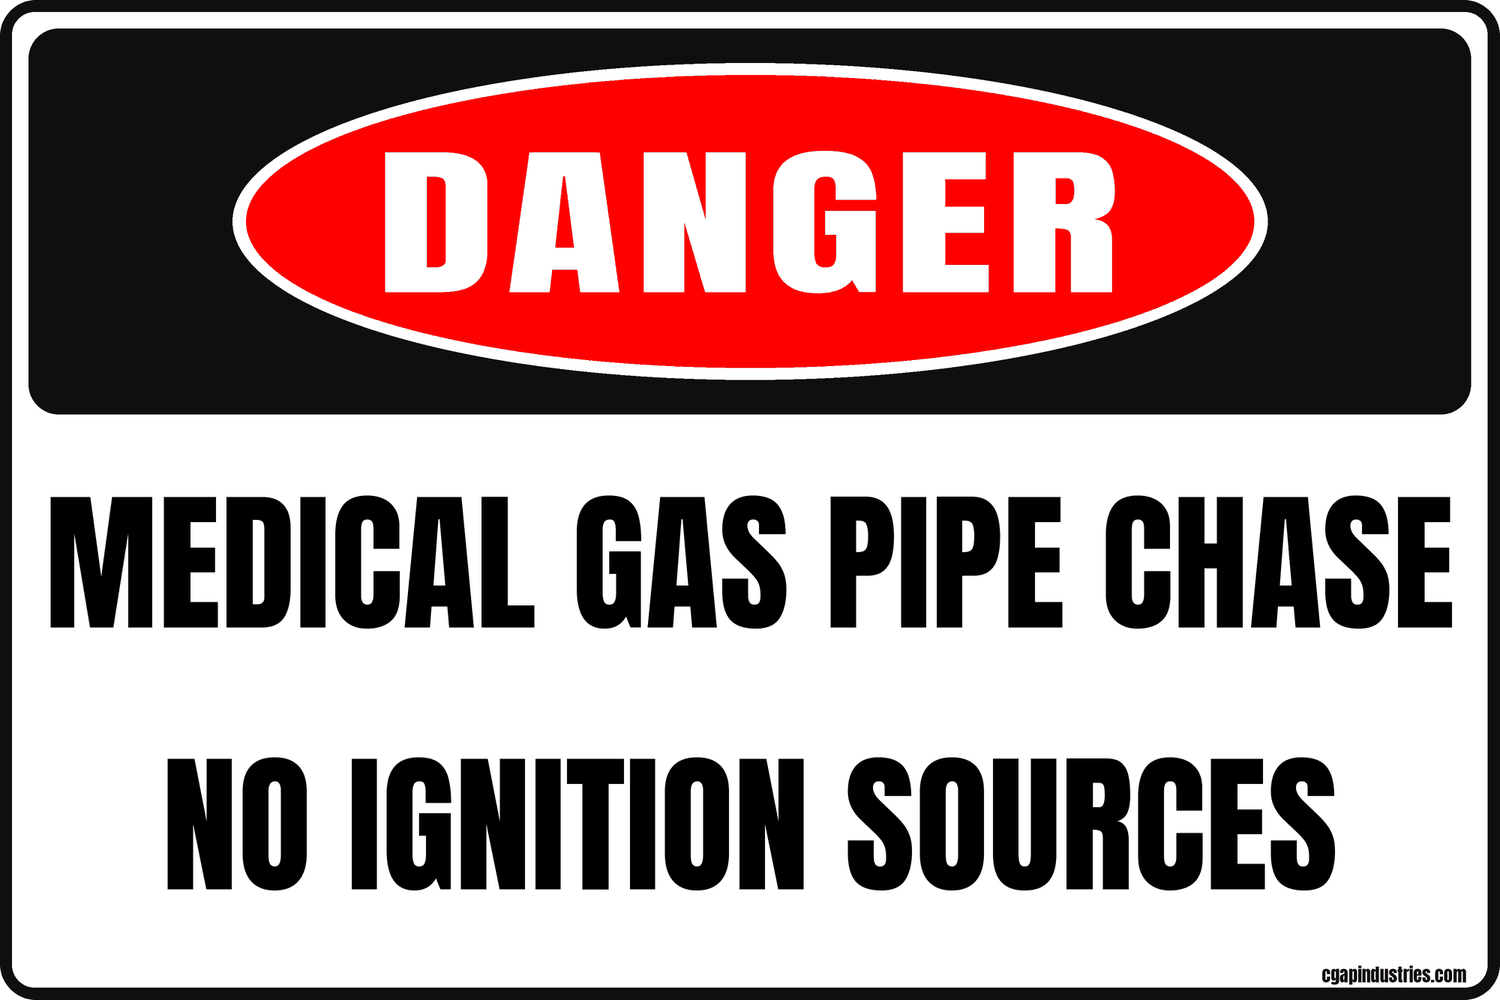 DANGER
MEDICAL GAS PIPE CHASE
NO IGNITION SOURCES
cgapindustries.com